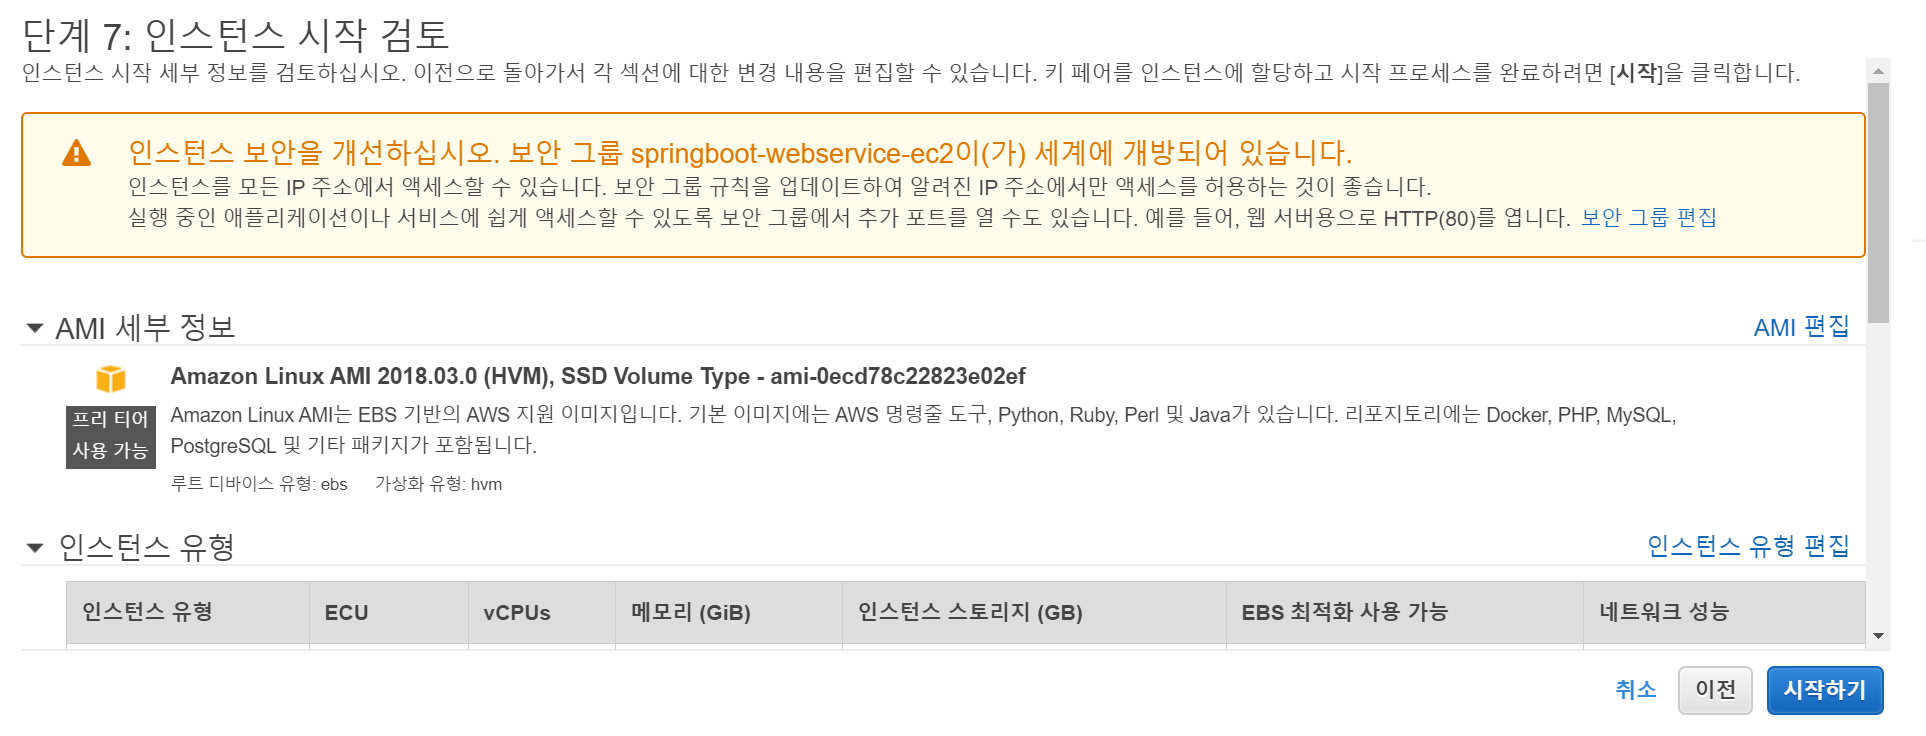 단계 7: 인스턴스 시작 검토
인스턴스 시작 세부 정보를 검토하십시오. 이전으로 돌아가서 각 섹션에 대한 변경 내용을 편집할 수 있습니다. 키 페어를 인스턴스에 할당하고 시작 프로세스를 완료하려면 [시작]을 클릭합니다.
인스턴스 보안을 개선하십시오. 보안 그룹 springboot-webservice-ec2이(가) 세계에 개방되어 있습니다.
인스턴스를 모든 IP 주소에서 액세스할 수 있습니다. 보안 그룹 규칙을 업데이트하여 알려진 IP 주소에서만 액세스를 허용하는 것이 좋습니다.
실행 중인 애플리케이션이나 서비스에 쉽게 액세스할 수 있도록 보안 그룹에서 추가 포트를 열 수도 있습니다. 예를 들어, 웹 서버용으로 HTTP(80)를 엽니다. 보안 그룹 편집
AMI 세부 정보 AMI 편집
Amazon Linux AMI 2018.03.0 (HVM), SSD Volume Type - ami-0ecd78c22823e02ef
프리 티어
사용 가능
Amazon Linux AMI는 EBS 기반의 AWS 지원 이미지입니다. 기본 이미지에는 AWS 명령줄 도구, Python, Ruby, Perl 및 Java가 있습니다. 리포지토리에는 Docker, PHP, MySQL,
PostgreSQL 및 기타 패키지가 포함됩니다.
루트 디바이스 유형: ebs 가상화 유형: hvm
인스턴스 유형 인스턴스 유형 편집
인스턴스 유형 ECU vCPUs 메모리 (GiB) 인스턴스 스토리지 (GB) EBS 최적화 사용 가능 네트워크 성능
취소 이전 시작하기